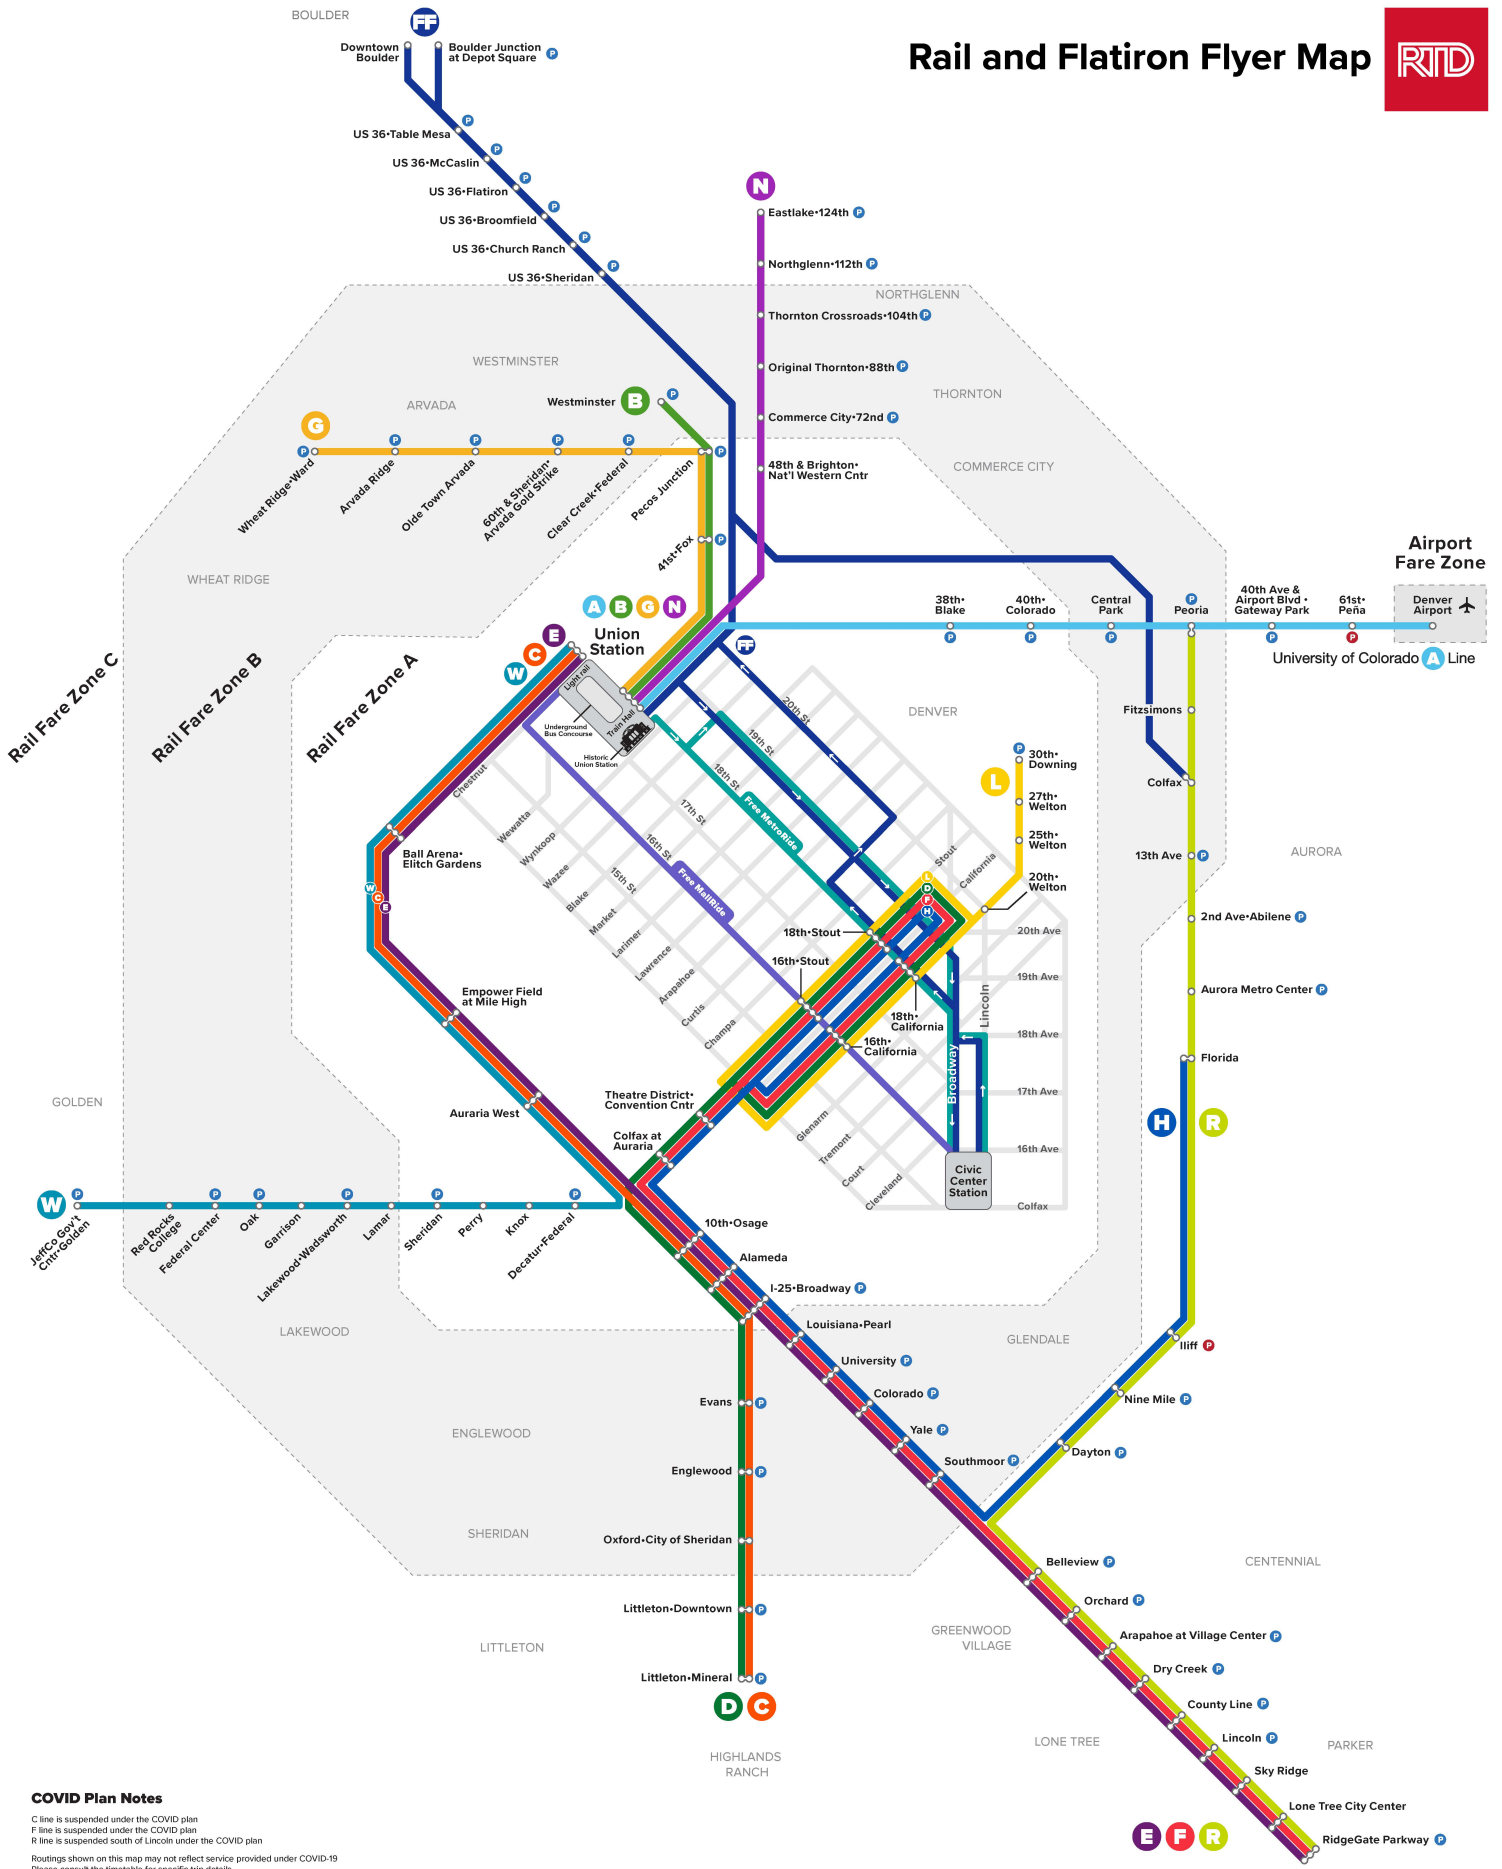 BOULDER
FF
Rail and Flatiron Flyer Map
RTD
Downtown
Boulder
Boulder Junction
at Depot Square P
US 36•Table Mesa P
US 36•McCaslin P
US 36•Flatiron P
US 36•Broomfield P
US 36•Church Ranch P
US 36•Sheridan P
N
Eastlake•124th P
Northglenn•112th P
NORTHGLENN
Thornton Crossroads•104th P
Original Thornton•88th P
THORNTON
Commerce City•72nd P
48th & Brighton•
Nat'l Western Cntr
COMMERCE CITY
WESTMINSTER
ARVADA
Westminster B P
G
P P P P P P
Wheat Ridge•Ward
Arvada Ridge
Olde Town Arvada
60th & Sheridan•
Arvada Gold Strike
Clear Creek•Federal
Pecos Junction
41st•Fox P
WHEAT RIDGE
Airport
Fare Zone
38th•
Blake
P
40th•
Colorado
P
Central
Park
P
P
Peoria
40th Ave &
Airport Blvd •
Gateway Park
P
61st•
Peña
P
Denver
Airport
University of Colorado A Line
A B G N
Union
Station
E
C
W
FF
Light rail
Train Hall
Underground
Bus Concourse
Historic
Union Station
Rail Fare Zone C
Rail Fare Zone B
Rail Fare Zone A
DENVER
20th St
19th St
18th St
17th St
16th St
15th St
Free MetroRide
Free MallRide
Chestnut
Wewatta
Wynkoop
Wazee
Blake
Market
Larimer
Lawrence
Arapahoe
Curtis
Champa
Stout
California
Glenarm
Tremont
Court
Cleveland
P
30th•
Downing
L
27th•
Welton
25th•
Welton
20th•
Welton
Fitzsimons
Colfax
13th Ave P
AURORA
2nd Ave•Abilene P
Aurora Metro Center P
Florida
H R
Ball Arena•
Elitch Gardens
W
C
E
L
D
F
H
18th•Stout
16th•Stout
18th•
California
16th•
California
20th Ave
19th Ave
18th Ave
17th Ave
16th Ave
Colfax
Lincoln
Broadway
Civic
Center
Station
Empower Field
at Mile High
Auraria West
Theatre District•
Convention Cntr
Colfax at
Auraria
GOLDEN
W
P P P P P P
JeffCo Gov't
Cntr•Golden
Red Rocks
College
Federal Center
Oak
Garrison
Lakewood•Wadsworth
Lamar
Sheridan
Perry
Knox
Decatur•Federal
LAKEWOOD
10th•Osage
Alameda
I-25•Broadway P
Louisiana•Pearl
University P
Colorado P
Yale P
Southmoor P
GLENDALE
Iliff P
Nine Mile P
Dayton P
Evans P
ENGLEWOOD
Englewood P
SHERIDAN
Oxford•City of Sheridan
Littleton•Downtown P
LITTLETON
Littleton•Mineral P
D C
HIGHLANDS
RANCH
CENTENNIAL
Belleview P
Orchard P
GREENWOOD
VILLAGE
Arapahoe at Village Center P
Dry Creek P
County Line P
Lincoln P
LONE TREE
PARKER
Sky Ridge
Lone Tree City Center
RidgeGate Parkway P
E F R
COVID Plan Notes
C line is suspended under the COVID plan
F line is suspended under the COVID plan
R line is suspended south of Lincoln under the COVID plan
Routings shown on this map may not reflect service provided under COVID-19
Please consult the timetable for specific trip details